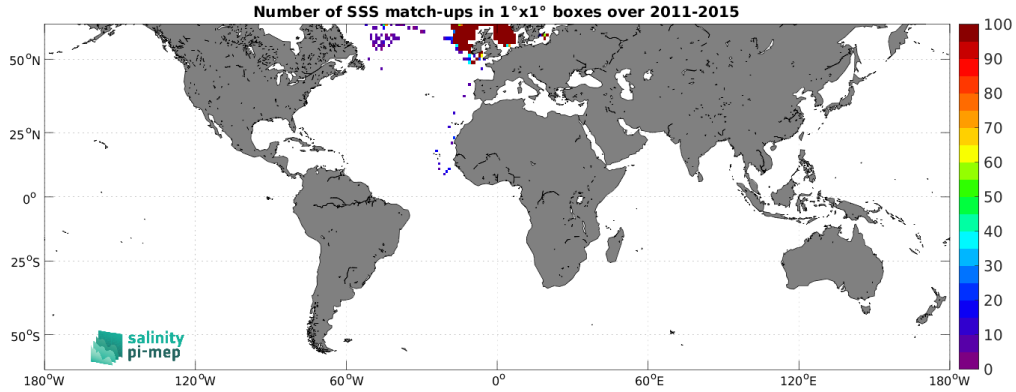 Number of SSS match-ups in 1°x1° boxes over 2011-2015
50°N
25°N
0°
25°S
50°S
180°W
120°W
60°W
0°
60°E
120°E
180°W
100
90
80
70
60
50
40
30
20
10
0
salinity
pi-mep